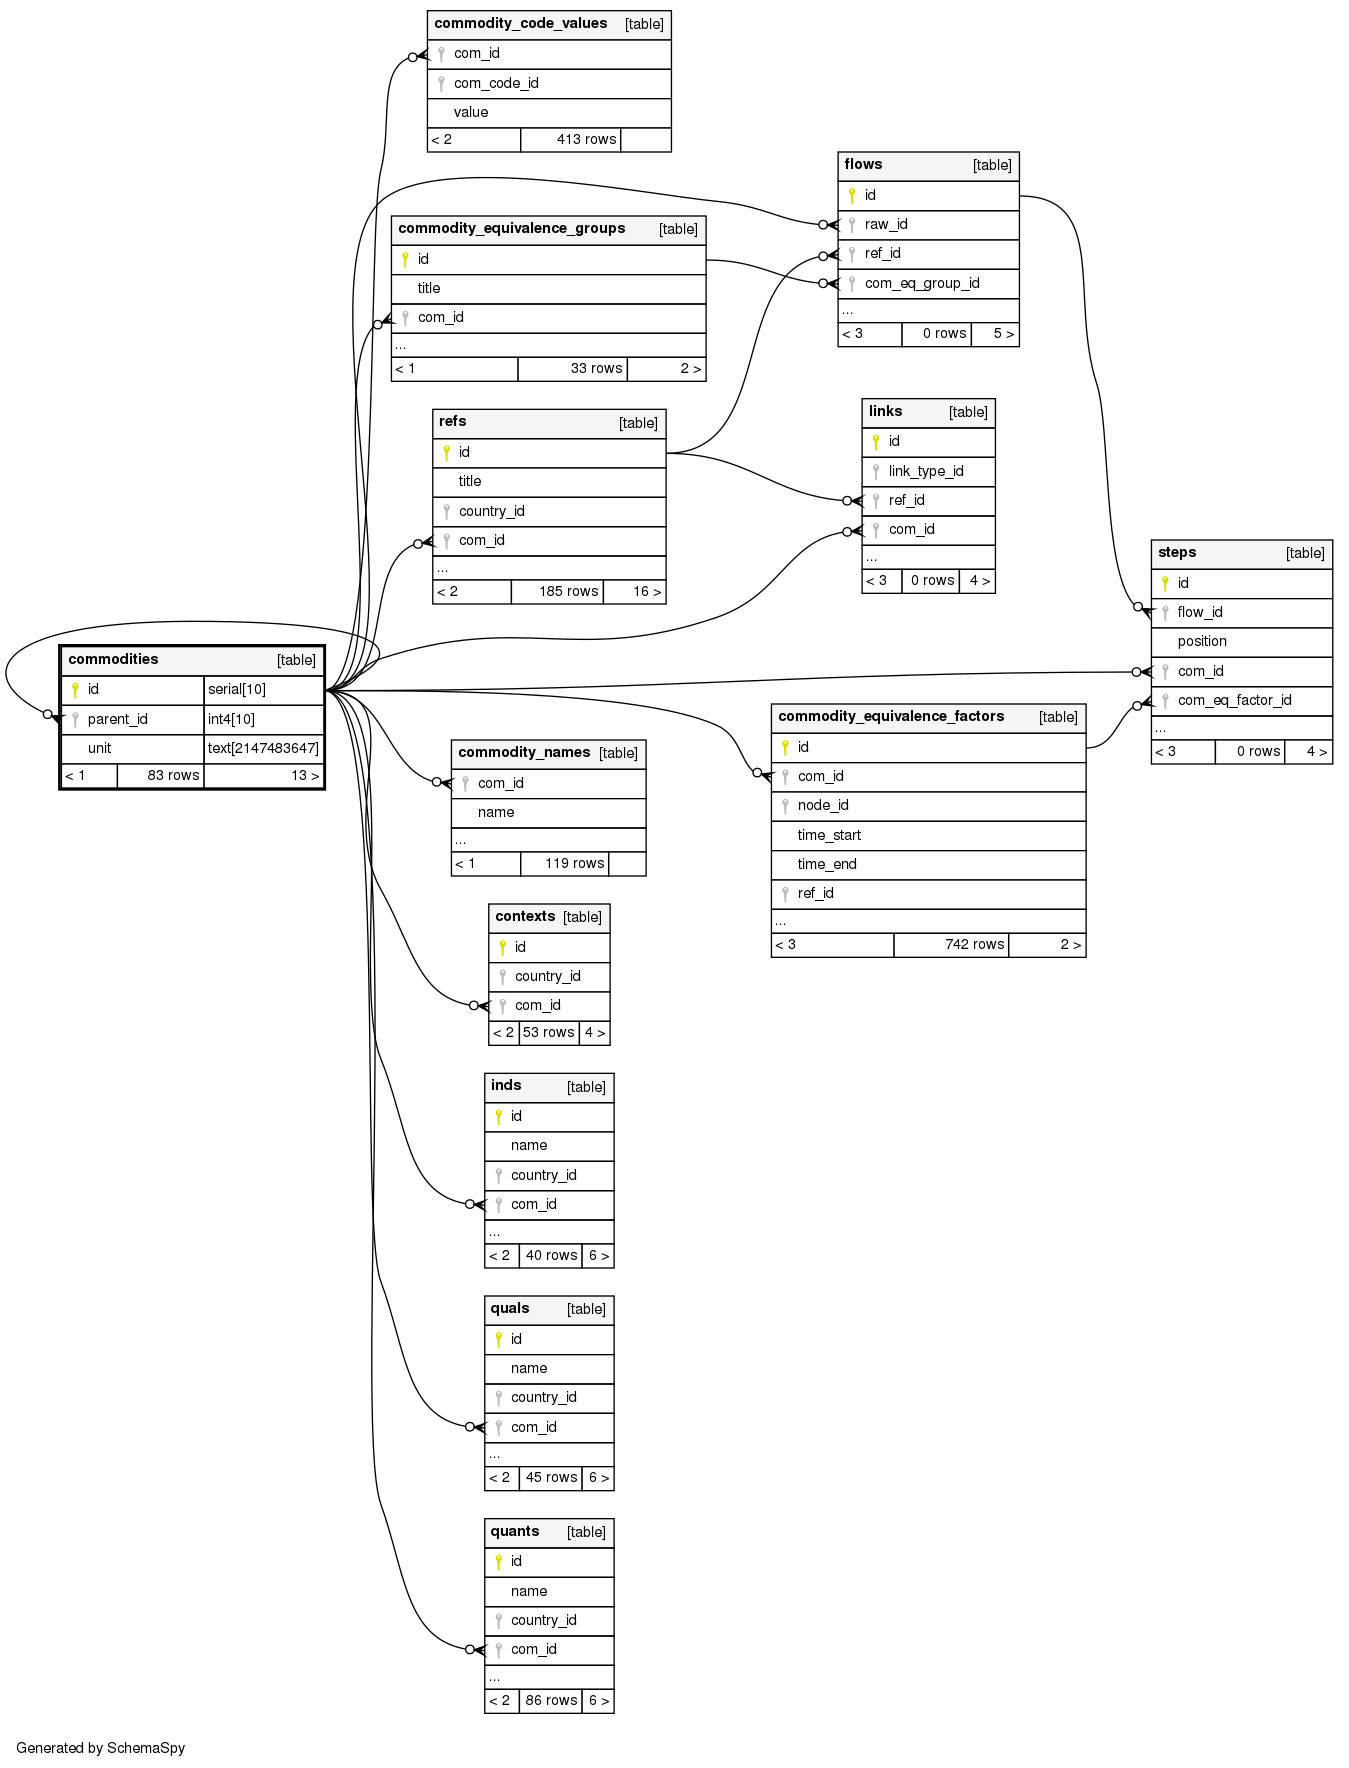 commodity_code_values [table]
com_id
com_code_id
value
< 2 413 rows
flows [table]
id
raw_id
ref_id
com_eq_group_id
...
< 3 0 rows 5 >
commodity_equivalence_groups [table]
id
title
com_id
...
< 1 33 rows 2 >
refs [table]
id
title
country_id
com_id
...
< 2 185 rows 16 >
links [table]
id
link_type_id
ref_id
com_id
...
< 3 0 rows 4 >
steps [table]
id
flow_id
position
com_id
com_eq_factor_id
...
< 3 0 rows 4 >
commodities [table]
id serial[10]
parent_id int4[10]
unit text[2147483647]
< 1 83 rows 13 >
commodity_equivalence_factors [table]
id
com_id
node_id
time_start
time_end
ref_id
...
< 3 742 rows 2 >
commodity_names [table]
com_id
name
...
< 1 119 rows
contexts [table]
id
country_id
com_id
< 2 53 rows 4 >
inds [table]
id
name
country_id
com_id
...
< 2 40 rows 6 >
quals [table]
id
name
country_id
com_id
...
< 2 45 rows 6 >
quants [table]
id
name
country_id
com_id
...
< 2 86 rows 6 >
Generated by SchemaSpy